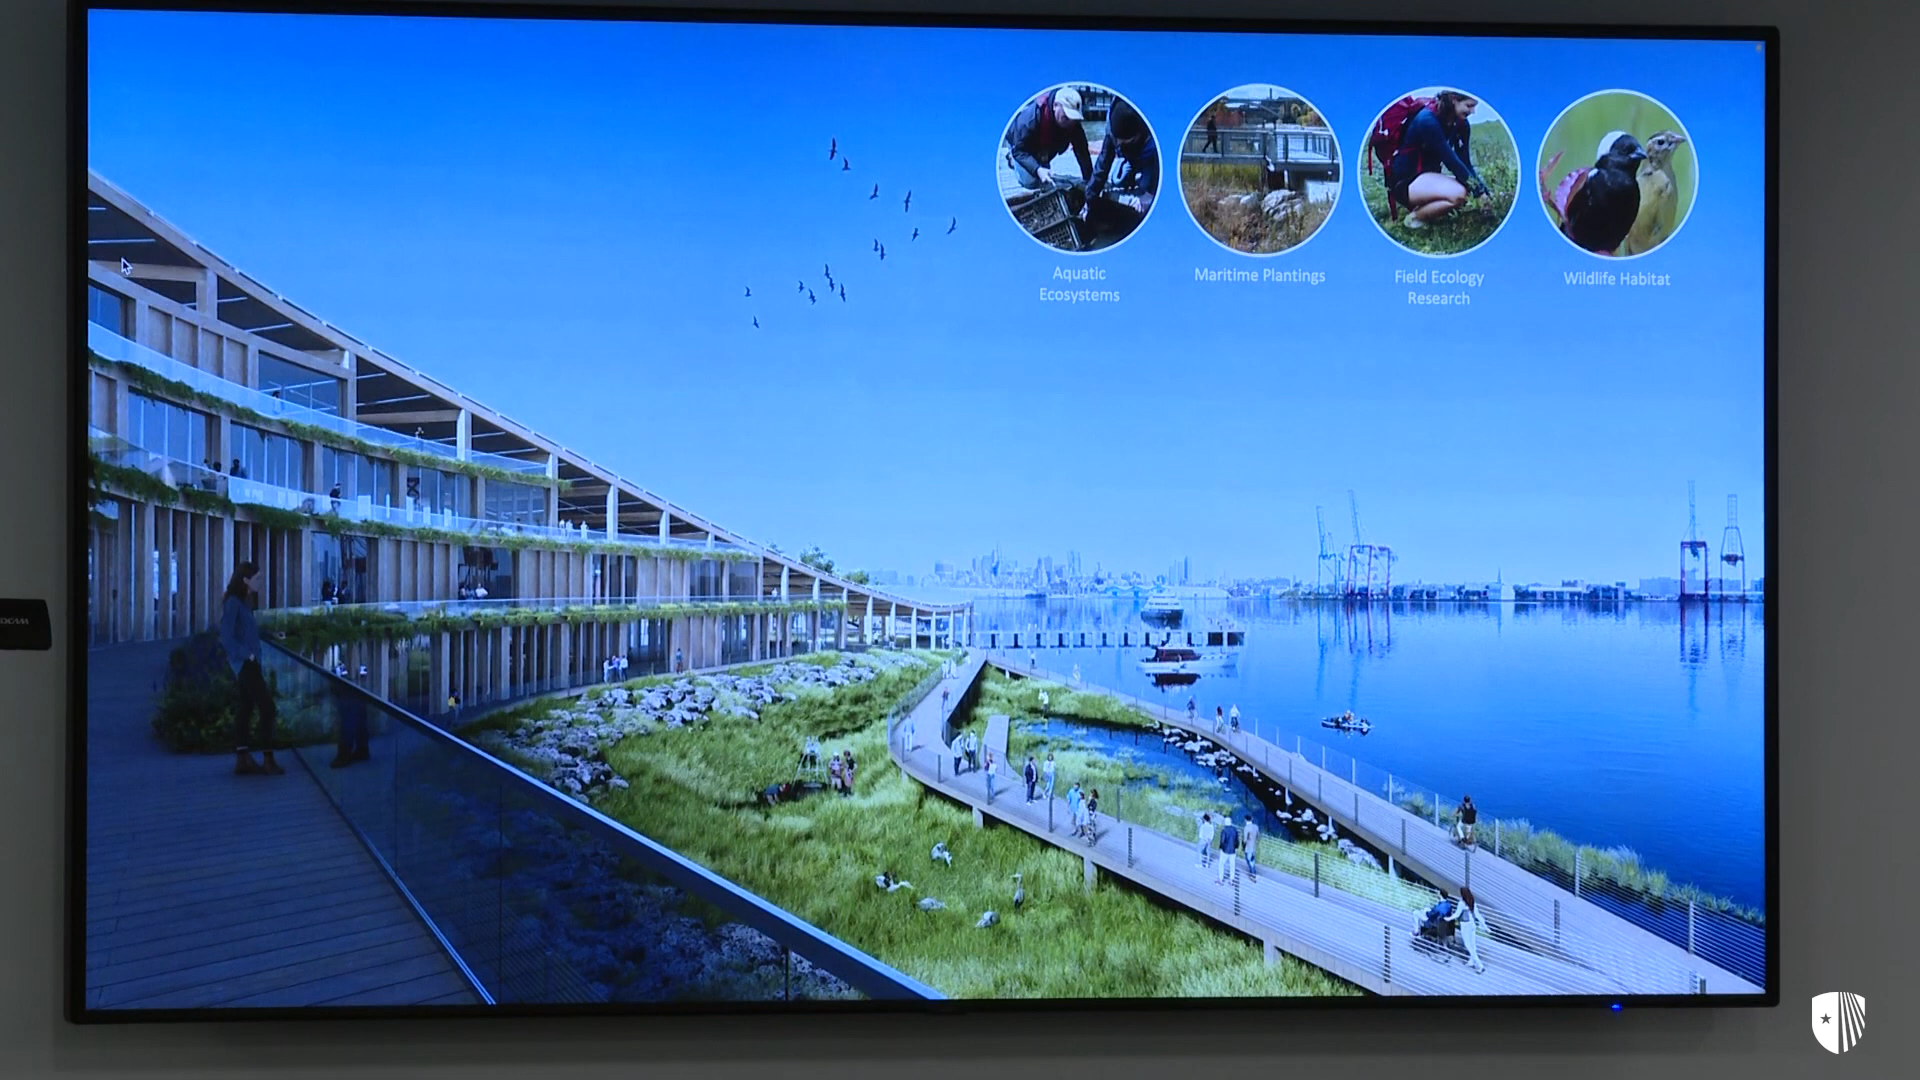 Aquatic
Ecosystems
Maritime Plantings
Field Ecology
Research
Wildlife Habitat